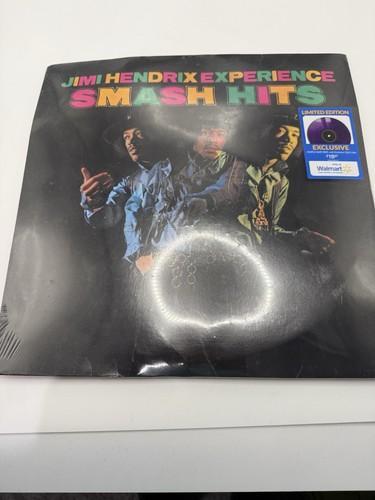 JIMI HENDRIX EXPERIENCE
SMASH HITS
LIMITED EDITION
EXCLUSIVE
Walmart